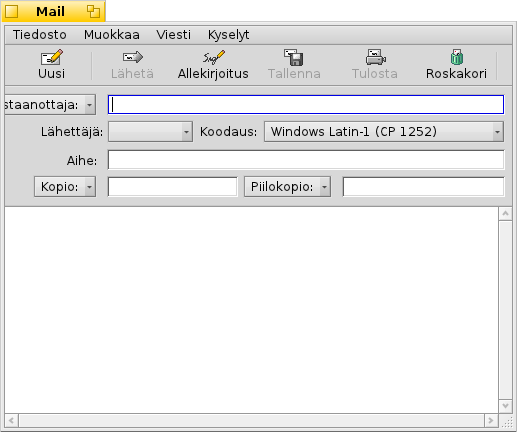 Mail
Tiedosto Muokkaa Viesti Kyselyt
Uusi Lähetä Allekirjoitus Tallenna Tulosta Roskakori
staanottaja:
Lähettäjä: Koodaus: Windows Latin-1 (CP 1252)
Aihe:
Kopio: Piilokopio: